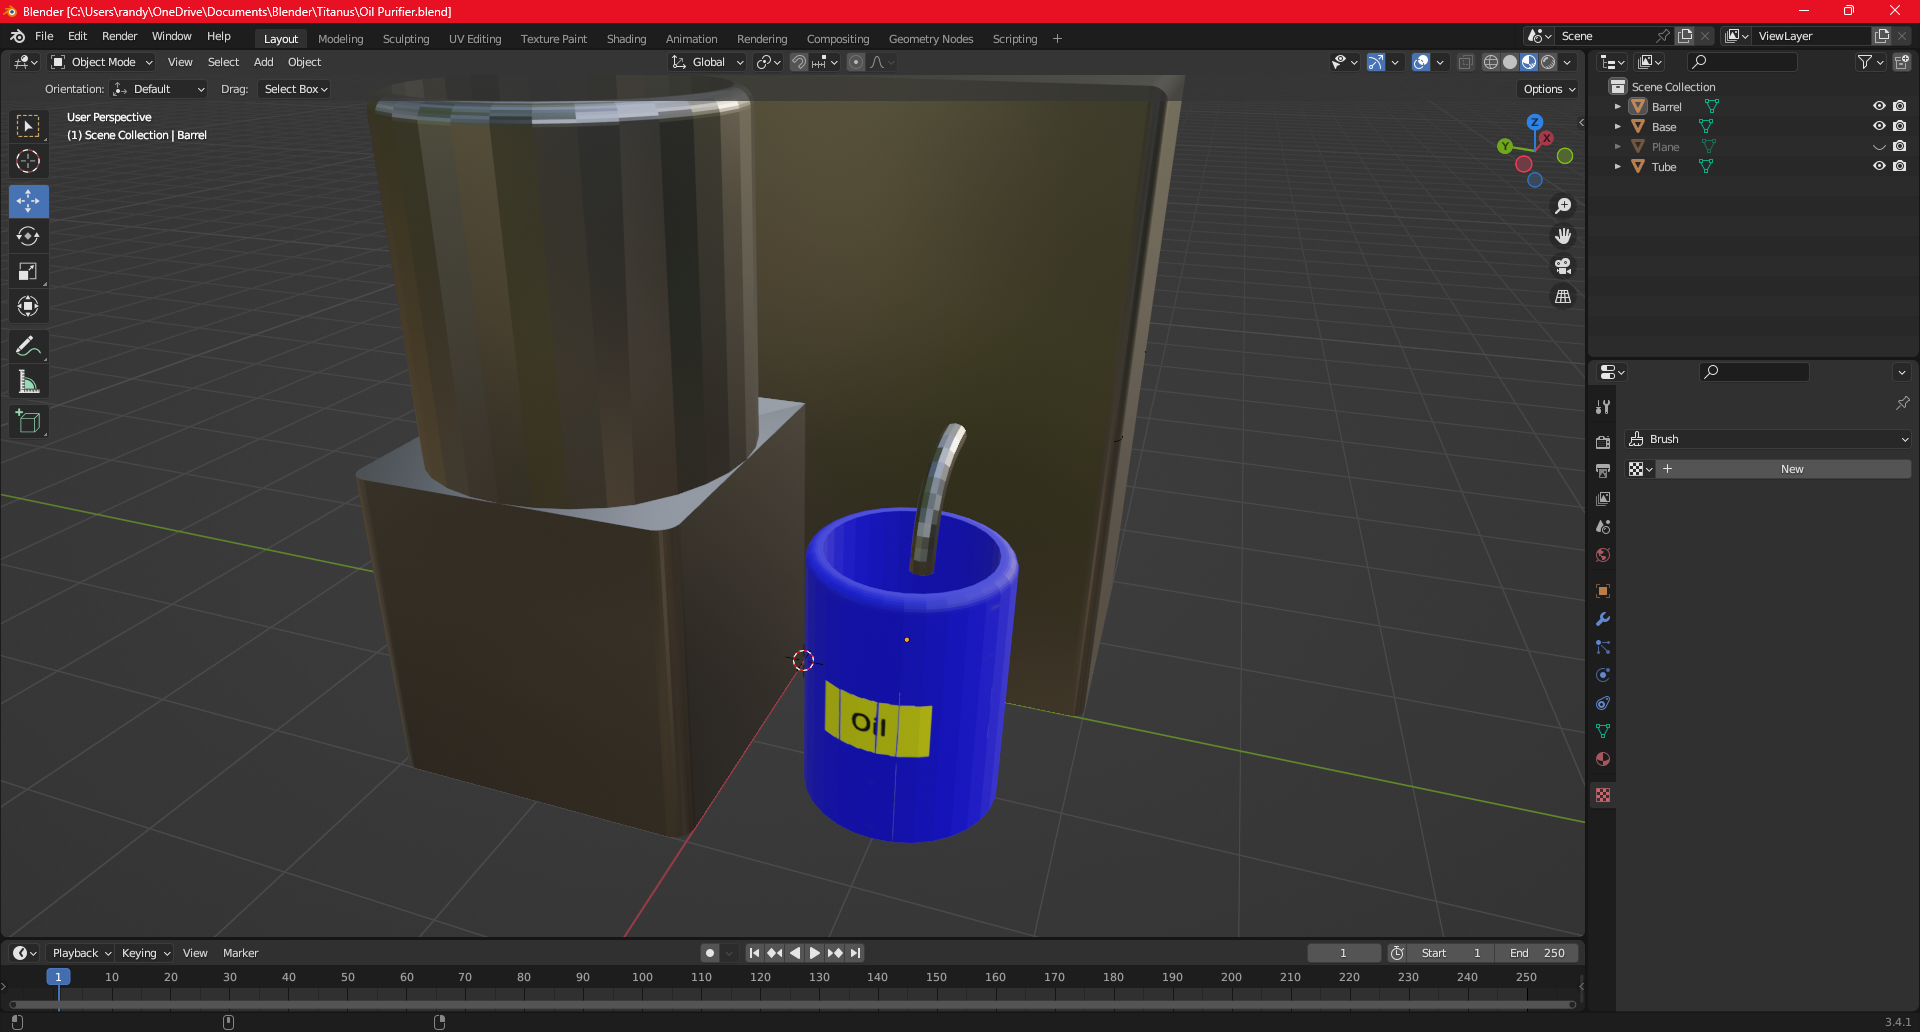 Blender [C:\Users\randy\OneDrive\Documents\Blender\Titanus\Oil Purifier.blend]
File Edit Render Window Help Layout Modeling Sculpting UV Editing Texture Paint Shading Animation Rendering Compositing Geometry Nodes Scripting + Scene ViewLayer
Object Mode View Select Add Object Global
Orientation: Default Drag: Select Box Options
User Perspective
(1) Scene Collection | Barrel
Z
X
Y
Scene Collection
Barrel
Base
Plane
Tube
Brush
+ New
Oil
Playback Keying View Marker 1 Start 1 End 250
1 10 20 30 40 50 60 70 80 90 100 110 120 130 140 150 160 170 180 190 200 210 220 230 240 250
3.4.1